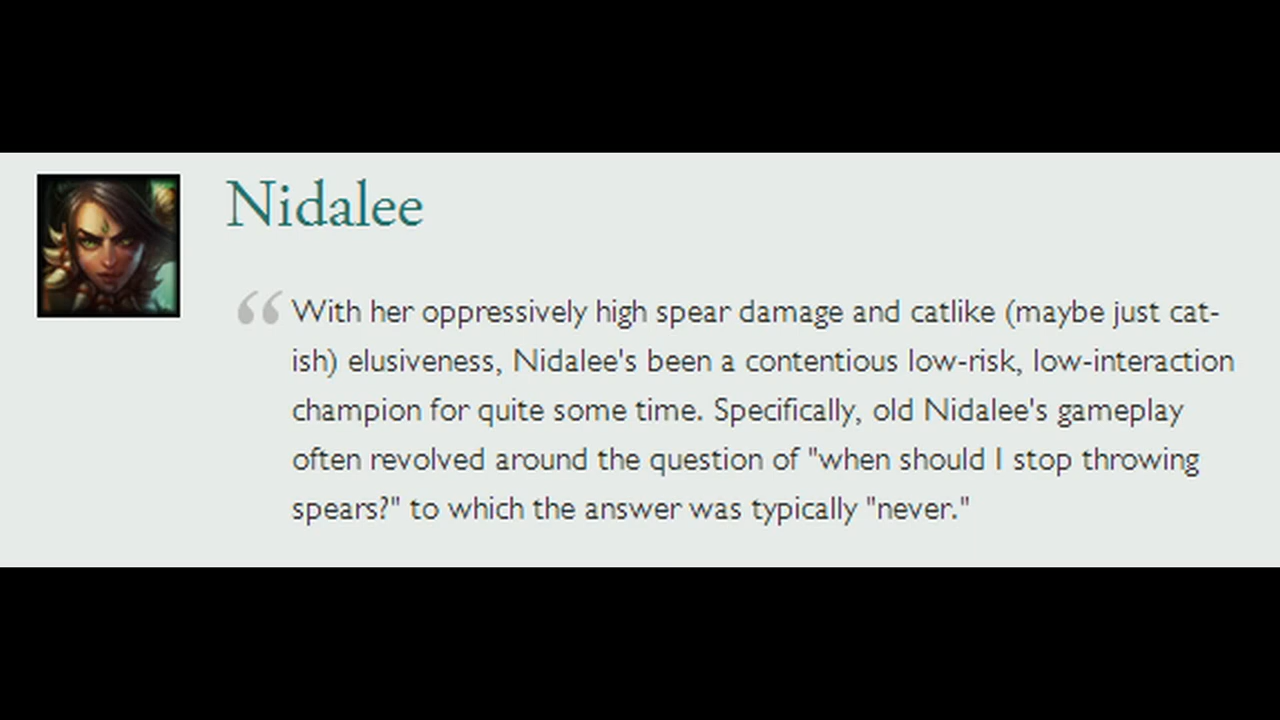 Nidalee
“ With her oppressively high spear damage and catlike (maybe just cat-
ish) elusiveness, Nidalee's been a contentious low-risk, low-interaction
champion for quite some time. Specifically, old Nidalee's gameplay
often revolved around the question of "when should I stop throwing
spears?" to which the answer was typically "never."